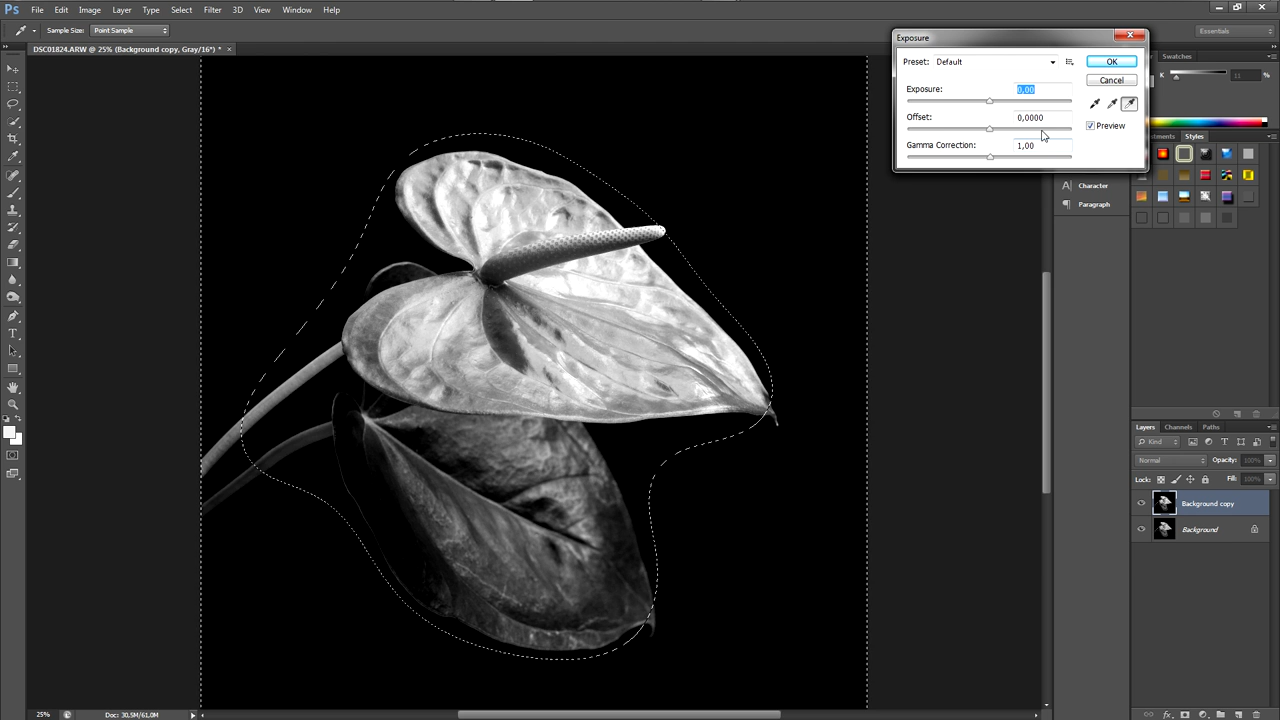 Ps File Edit Image Layer Type Select Filter 3D View Window Help
Sample Size: Point Sample
Essentials
DSC01824.ARW @ 25% (Background copy, Gray/16*) * ×
Exposure
Preset: Default
OK
Cancel
Exposure: 0,00
Offset: 0,0000
Preview
Gamma Correction: 1,00
Swatches
K 11 %
Styles
Character
Paragraph
Layers Channels Paths
Kind
Normal Opacity: 100%
Lock: Fill: 100%
Background copy
Background
25% Doc: 30,5M/61,0M